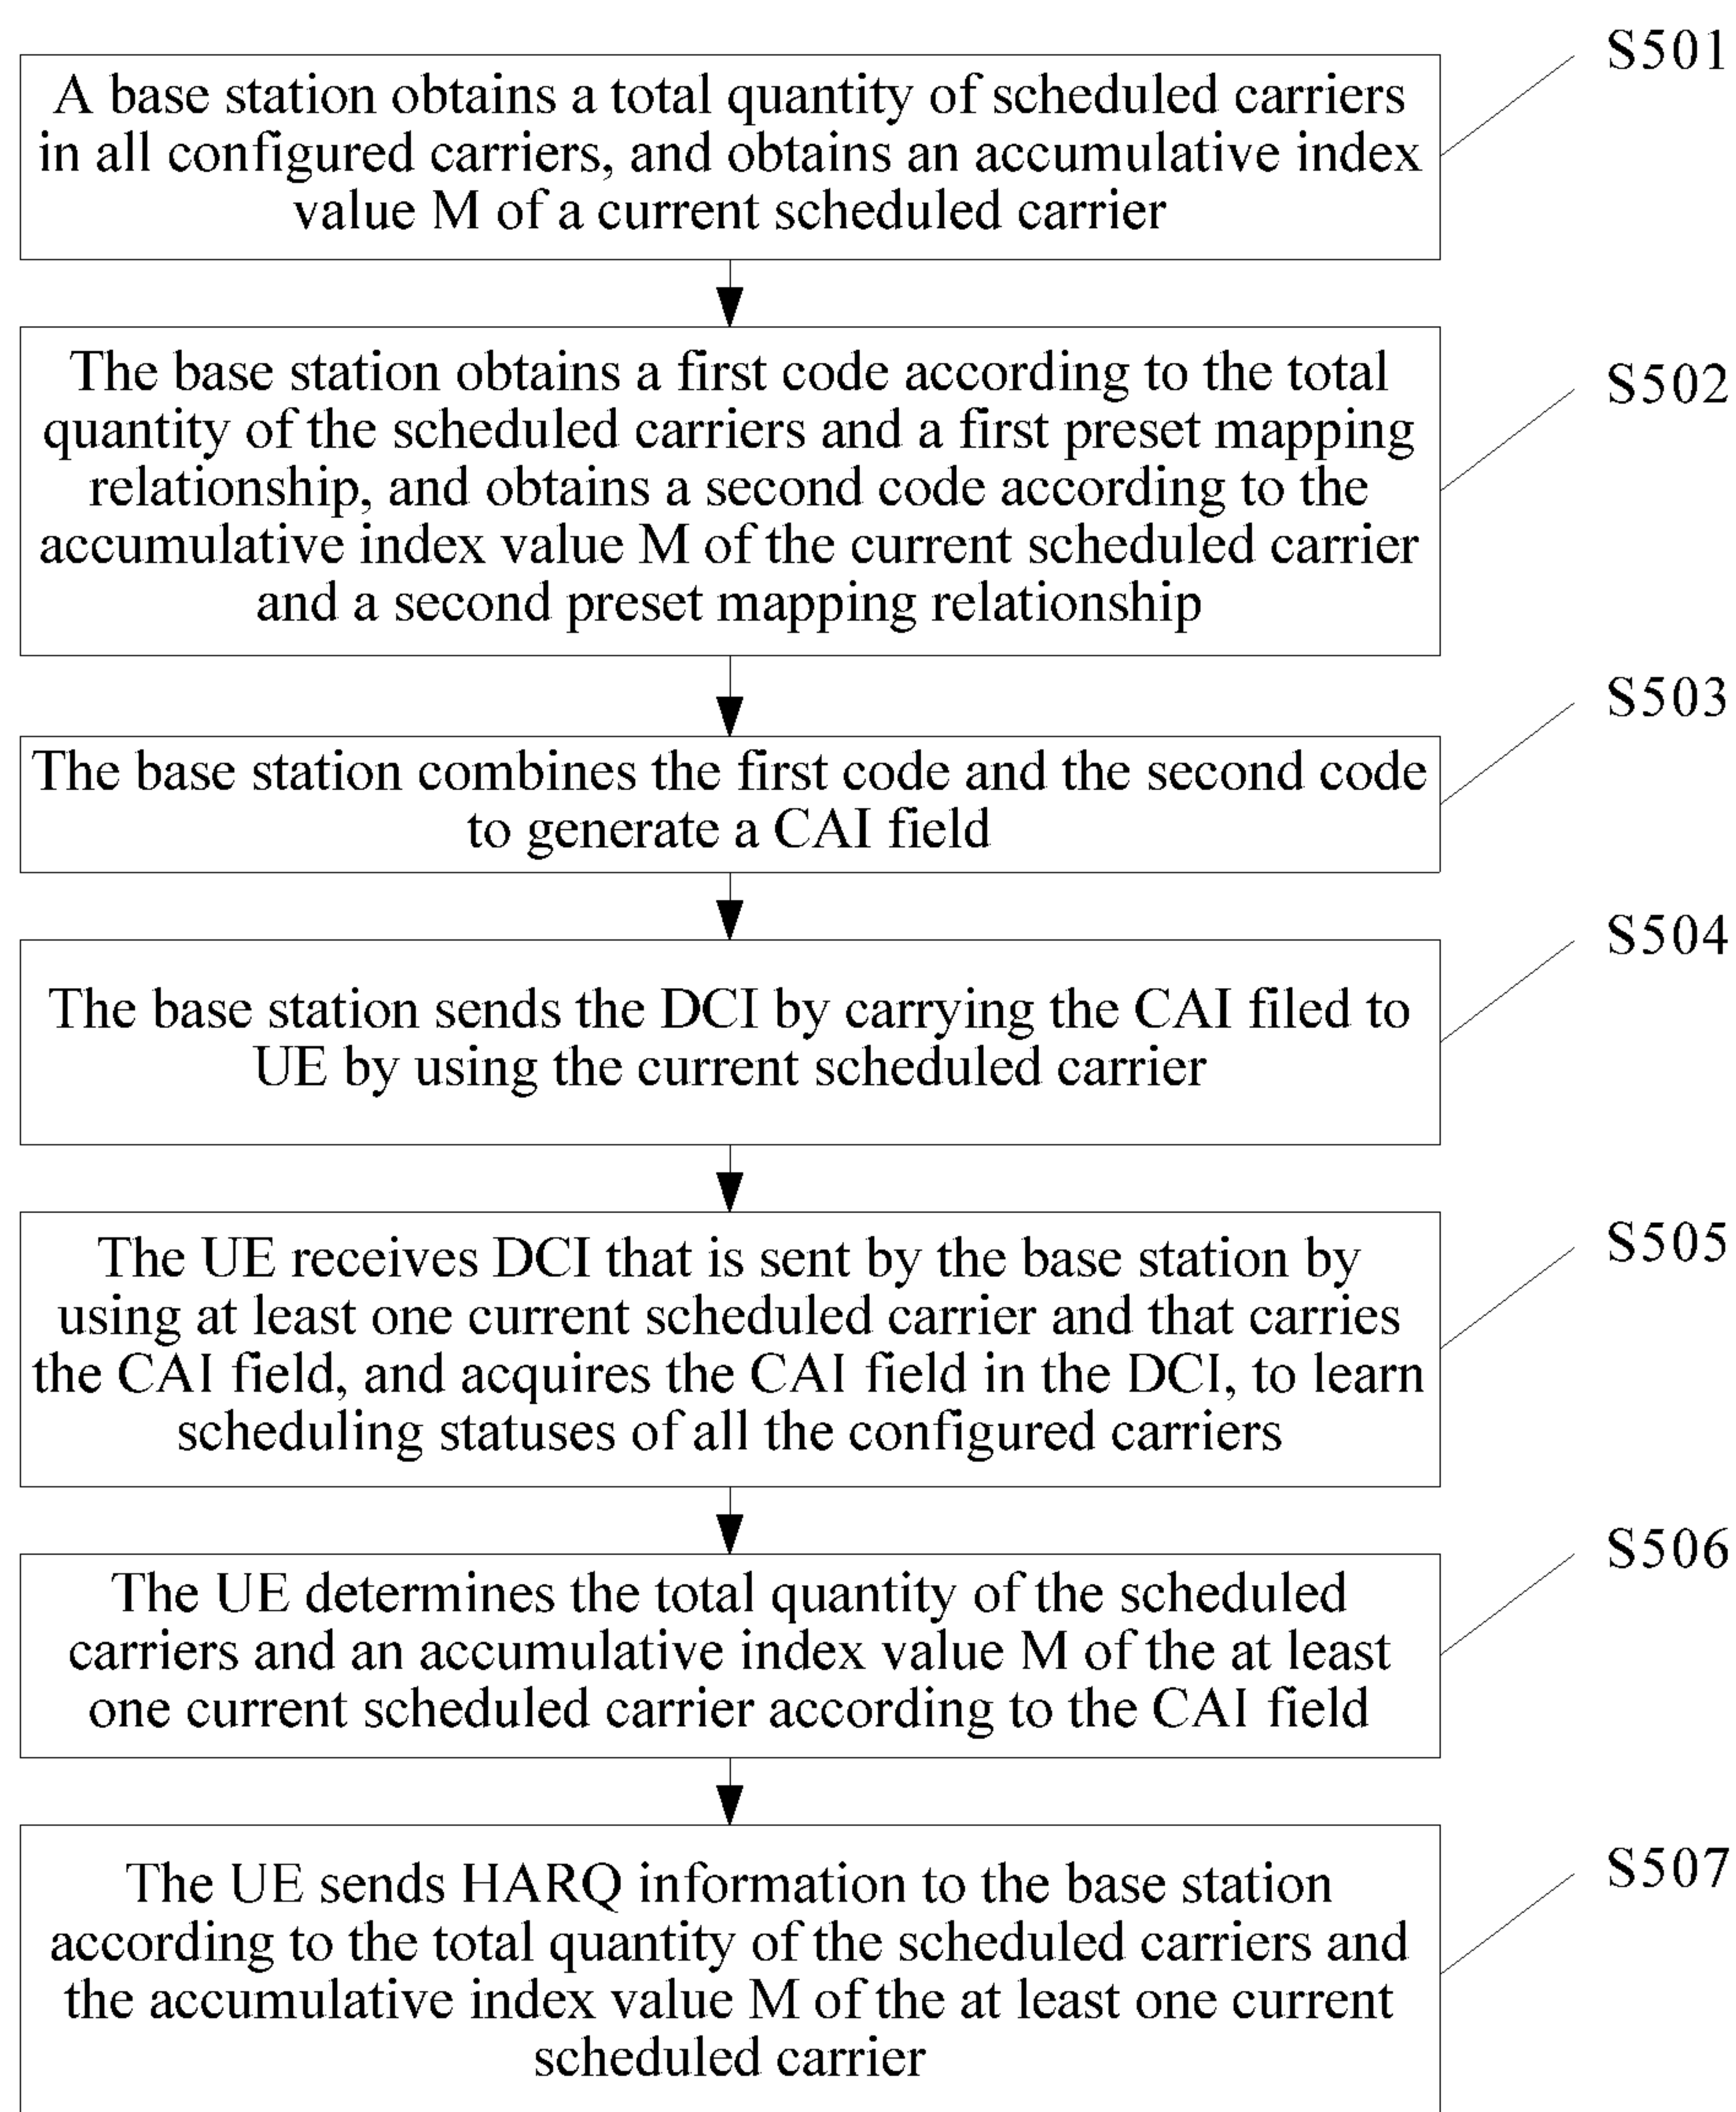 S501
A base station obtains a total quantity of scheduled carriers
in all configured carriers, and obtains an accumulative index
value M of a current scheduled carrier
S502
The base station obtains a first code according to the total
quantity of the scheduled carriers and a first preset mapping
relationship, and obtains a second code according to the
accumulative index value M of the current scheduled carrier
and a second preset mapping relationship
S503
The base station combines the first code and the second code
to generate a CAI field
S504
The base station sends the DCI by carrying the CAI filed to
UE by using the current scheduled carrier
S505
The UE receives DCI that is sent by the base station by
using at least one current scheduled carrier and that carries
the CAI field, and acquires the CAI field in the DCI, to learn
scheduling statuses of all the configured carriers
S506
The UE determines the total quantity of the scheduled
carriers and an accumulative index value M of the at least
one current scheduled carrier according to the CAI field
S507
The UE sends HARQ information to the base station
according to the total quantity of the scheduled carriers and
the accumulative index value M of the at least one current
scheduled carrier